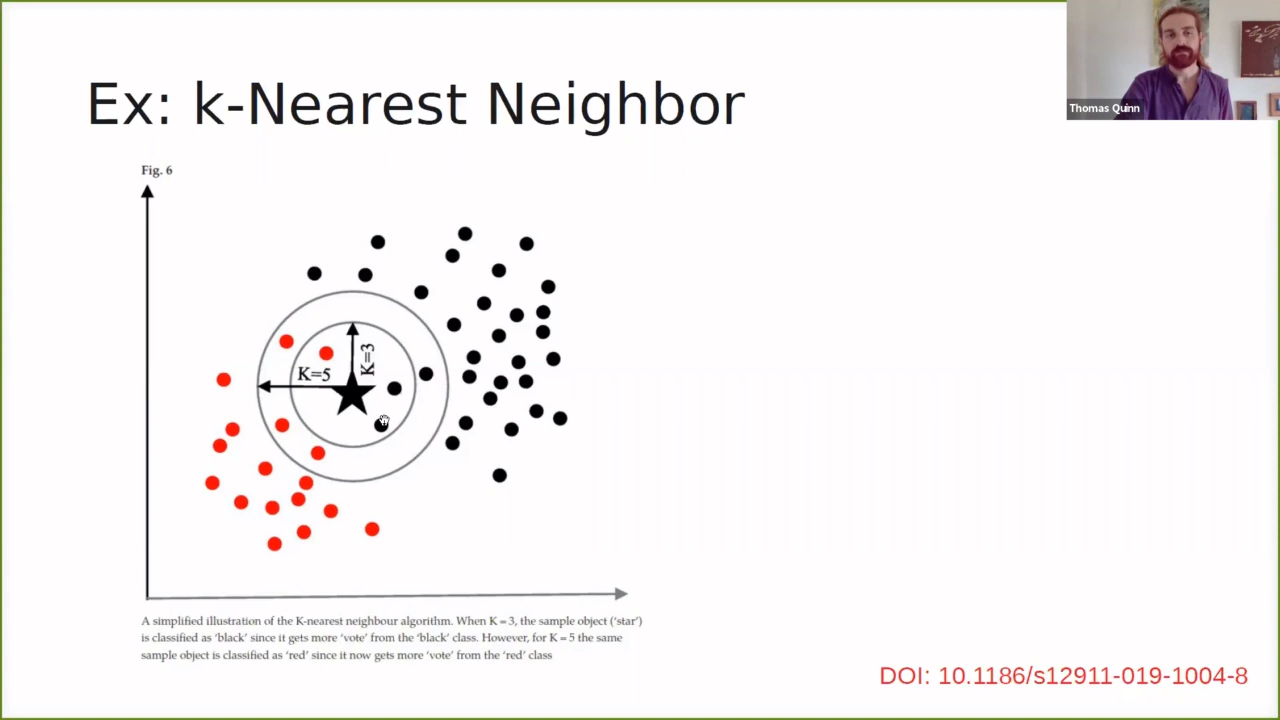 Ex: k-Nearest Neighbor
Thomas Quinn
Fig. 6
K=3
K=5
A simplified illustration of the K-nearest neighbour algorithm. When K = 3, the sample object (‘star’)
is classified as ‘black’ since it gets more ‘vote’ from the ‘black’ class. However, for K = 5 the same
sample object is classified as ‘red’ since it now gets more ‘vote’ from the ‘red’ class
DOI: 10.1186/s12911-019-1004-8